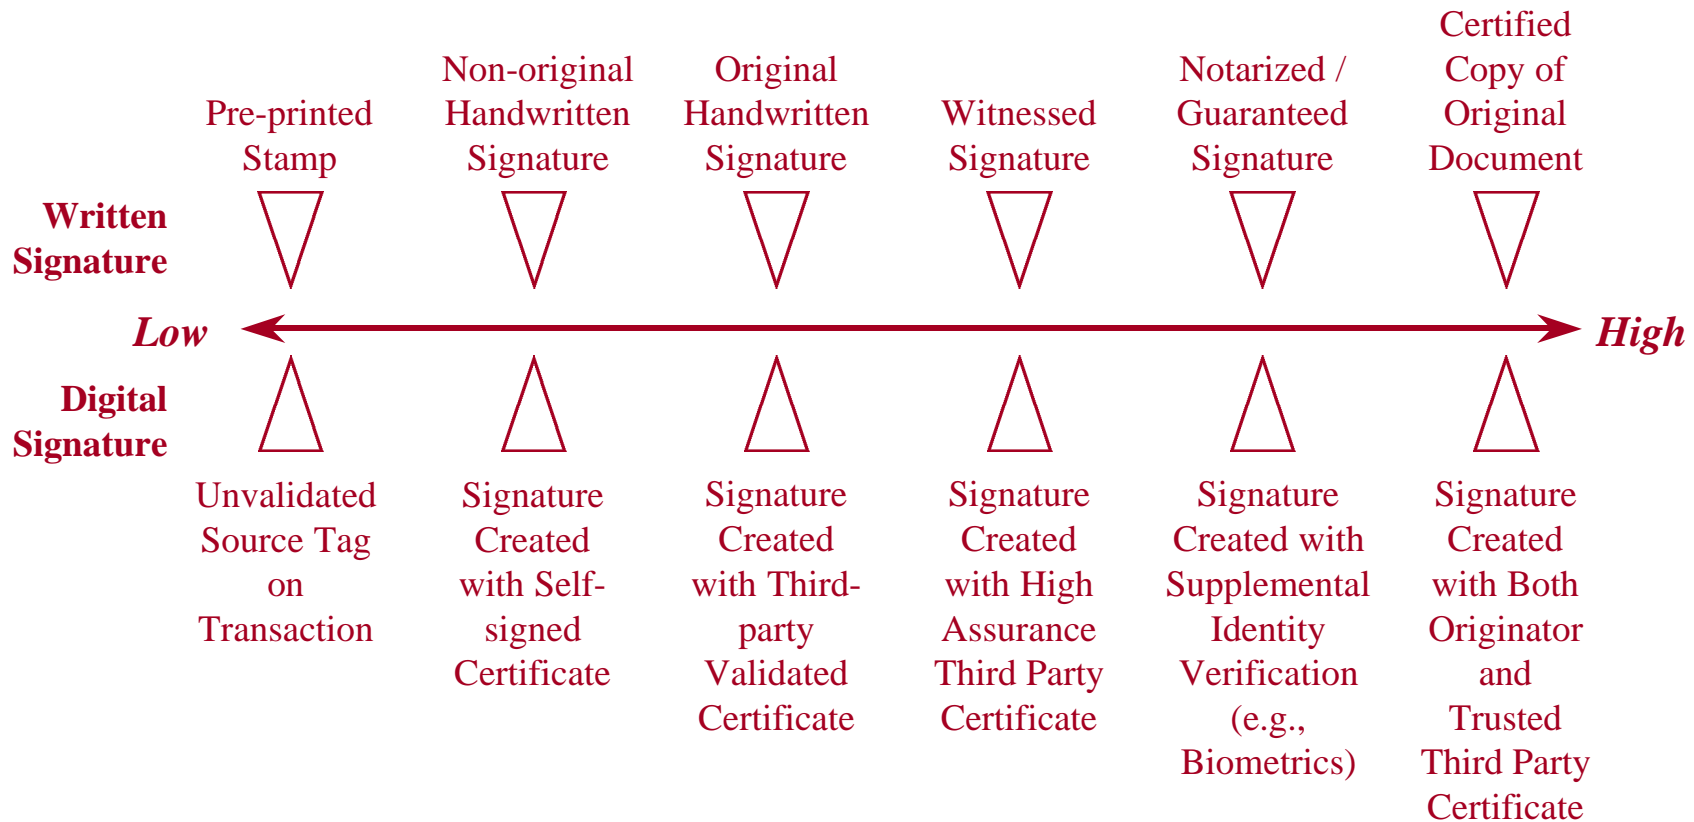 Pre-printed
Stamp
Non-original
Handwritten
Signature
Original
Handwritten
Signature
Witnessed
Signature
Notarized /
Guaranteed
Signature
Certified
Copy of
Original
Document
Written
Signature
Low
High
Digital
Signature
Unvalidated
Source Tag
on
Transaction
Signature
Created
with Self-
signed
Certificate
Signature
Created
with Third-
party
Validated
Certificate
Signature
Created
with High
Assurance
Third Party
Certificate
Signature
Created with
Supplemental
Identity
Verification
(e.g.,
Biometrics)
Signature
Created
with Both
Originator
and
Trusted
Third Party
Certificate